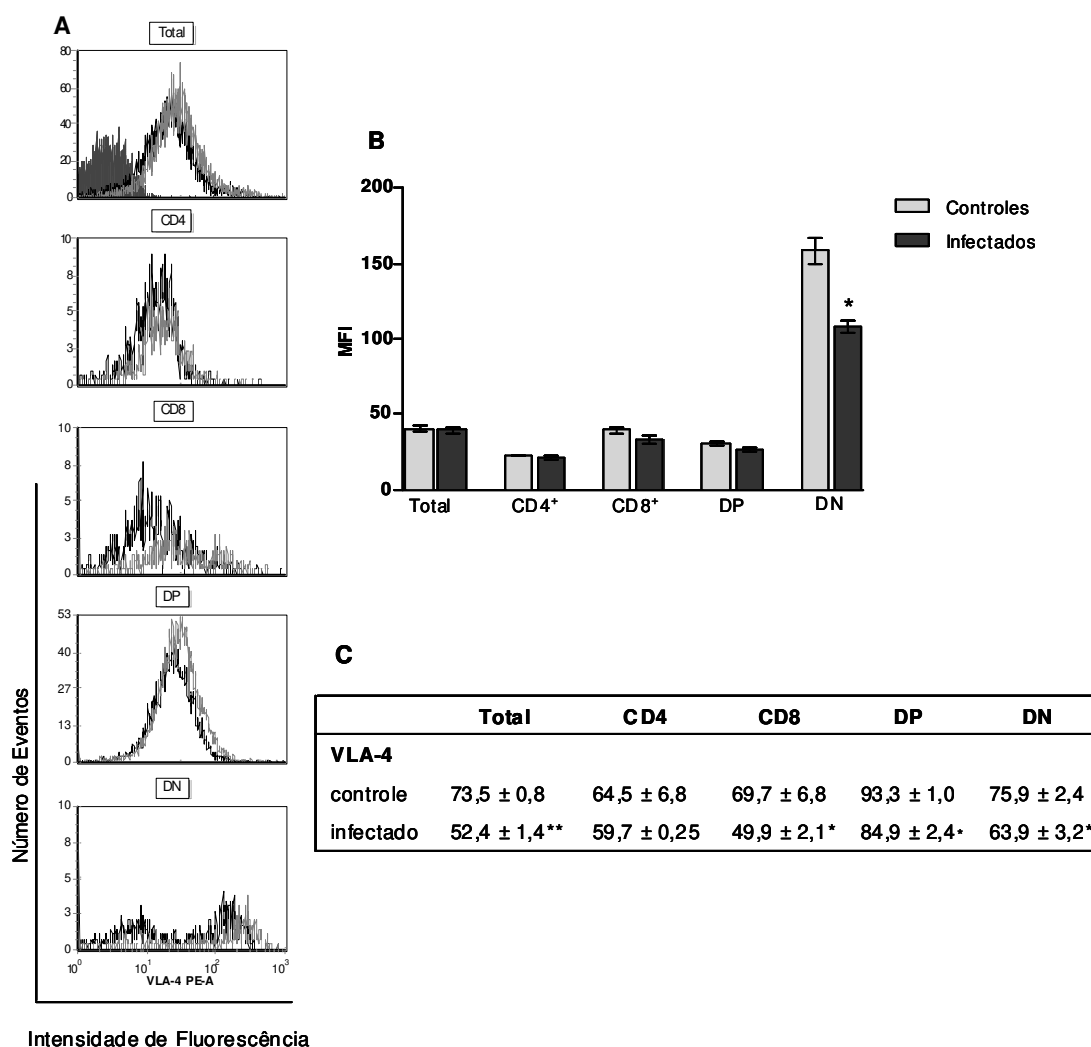 A
Total
80
60
40
20
0
CD4
10
8
5
3
0
CD8
10
8
5
3
0
DP
53
40
27
13
0
DN
10
8
5
3
0
10⁰ 10¹ 10² 10³
VLA-4 PE-A
Número de Eventos
Intensidade de Fluorescência
B
200
150
100
50
0
MFI
*
Total CD4⁺ CD8⁺ DP DN
Controles
Infectados
C
Total CD4 CD8 DP DN
VLA-4
controle 73,5 ± 0,8 64,5 ± 6,8 69,7 ± 6,8 93,3 ± 1,0 75,9 ± 2,4
infectado 52,4 ± 1,4** 59,7 ± 0,25 49,9 ± 2,1* 84,9 ± 2,4* 63,9 ± 3,2*